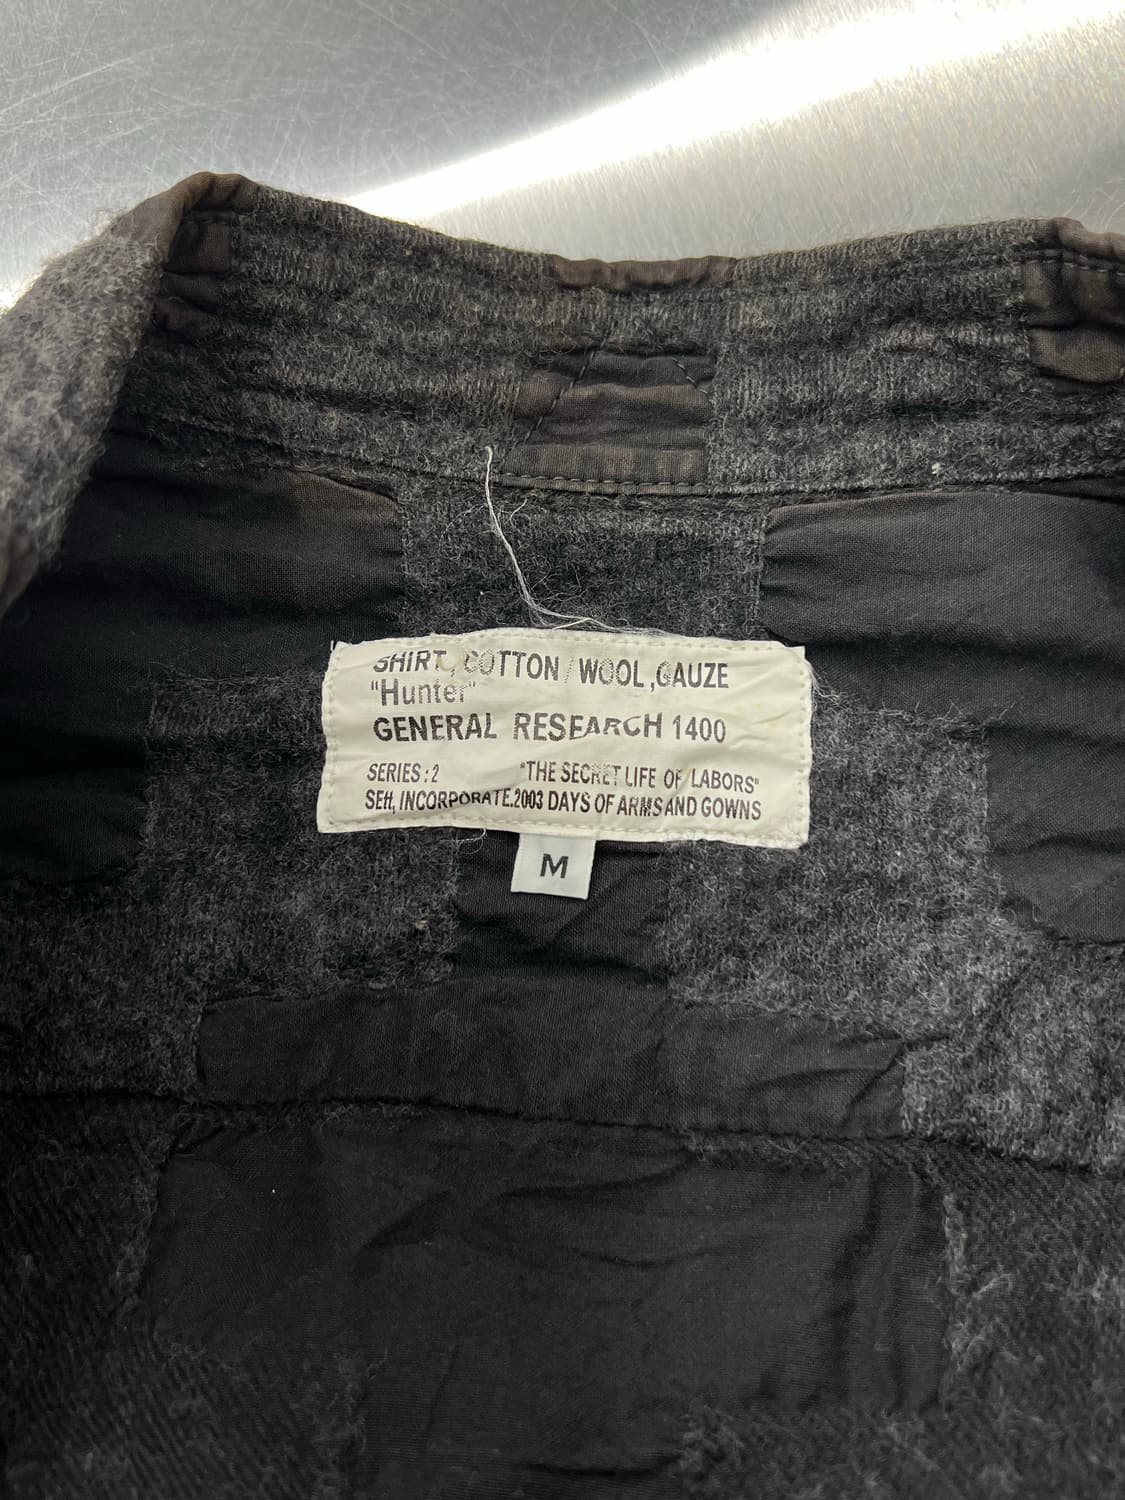 SHIRT, COTTON / WOOL, GAUZE
"Hunter"
GENERAL RESEARCH 1400
SERIES : 2 "THE SECRET LIFE OF LABORS"
SEH, INCORPORATE.2003 DAYS OF ARMS AND GOWNS
M